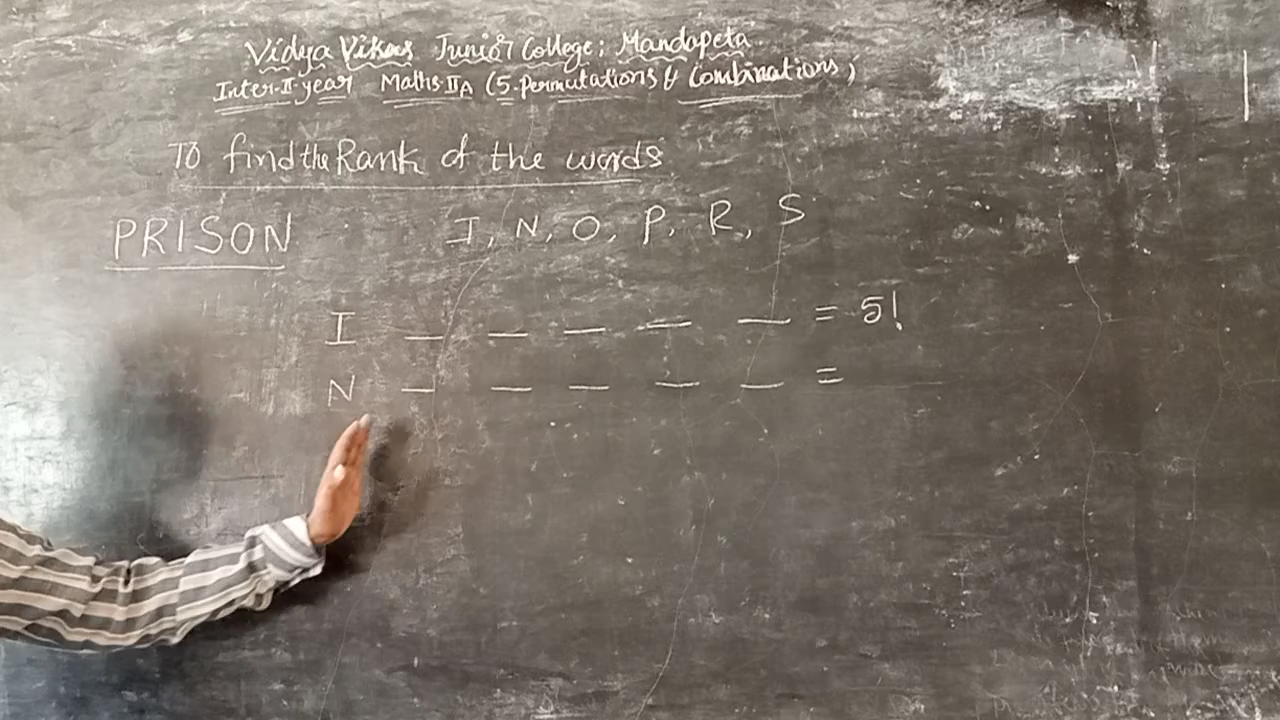 Vidya Vikas Junior College; Mandapeta
Inter-II-year Maths-IIA (5.Permutations & Combinations)
To find the Rank of the words
PRISON I, N, O, P, R, S
I _ _ _ _ _ = 5!
N _ _ _ _ _ =